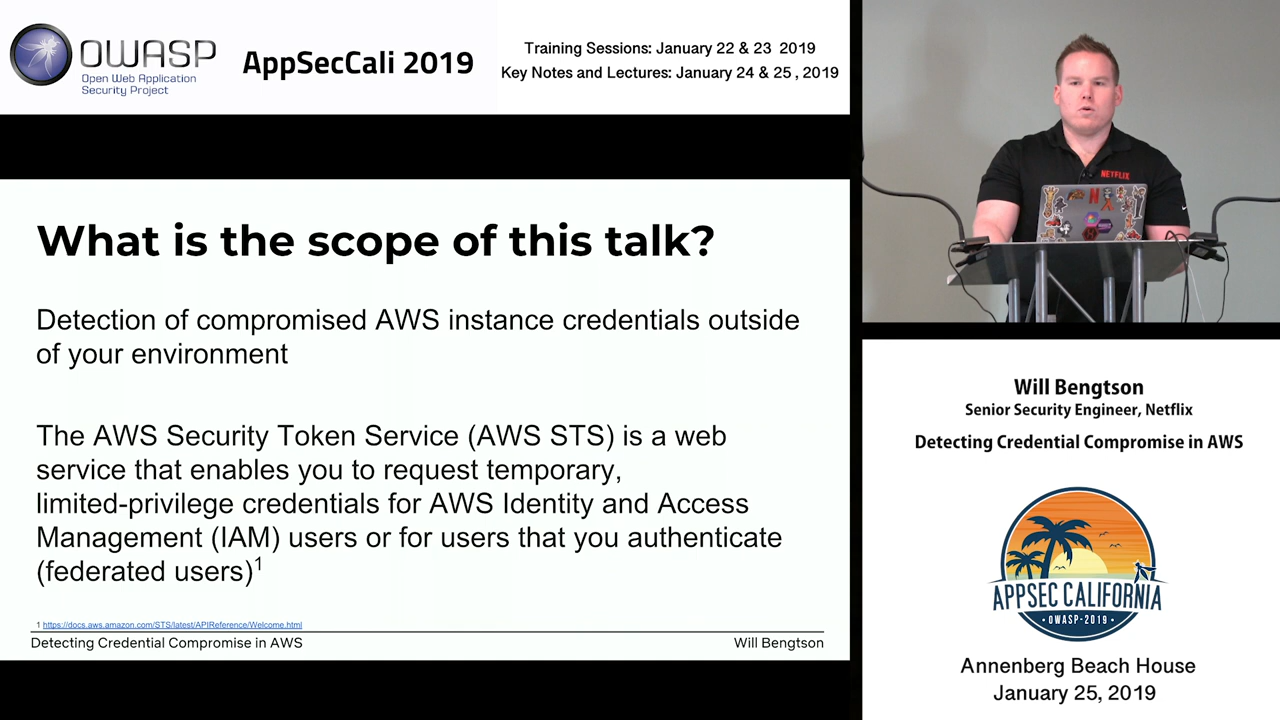 OWASP
Open Web Application
Security Project
AppSecCali 2019
Training Sessions: January 22 & 23 2019
Key Notes and Lectures: January 24 & 25 , 2019
What is the scope of this talk?
Detection of compromised AWS instance credentials outside
of your environment
The AWS Security Token Service (AWS STS) is a web
service that enables you to request temporary,
limited-privilege credentials for AWS Identity and Access
Management (IAM) users or for users that you authenticate
(federated users)1
1 https://docs.aws.amazon.com/STS/latest/APIReference/Welcome.html
Detecting Credential Compromise in AWS
Will Bengtson
NETFLIX
Will Bengtson
Senior Security Engineer, Netflix
Detecting Credential Compromise in AWS
APPSEC CALIFORNIA
• OWASP-2019 •
Annenberg Beach House
January 25, 2019